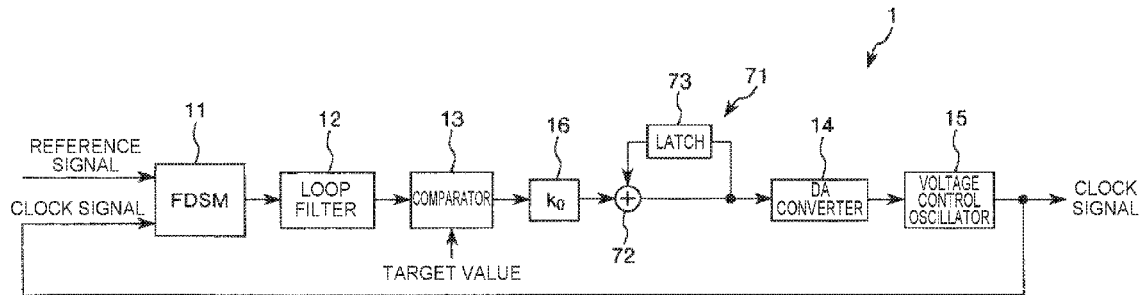 1
73
71
11
12
13
16
14
15
LATCH
REFERENCE
SIGNAL
CLOCK SIGNAL
FDSM
LOOP
FILTER
COMPARATOR
k0
DA
CONVERTER
VOLTAGE
CONTROL
OSCILLATOR
CLOCK
SIGNAL
72
TARGET VALUE